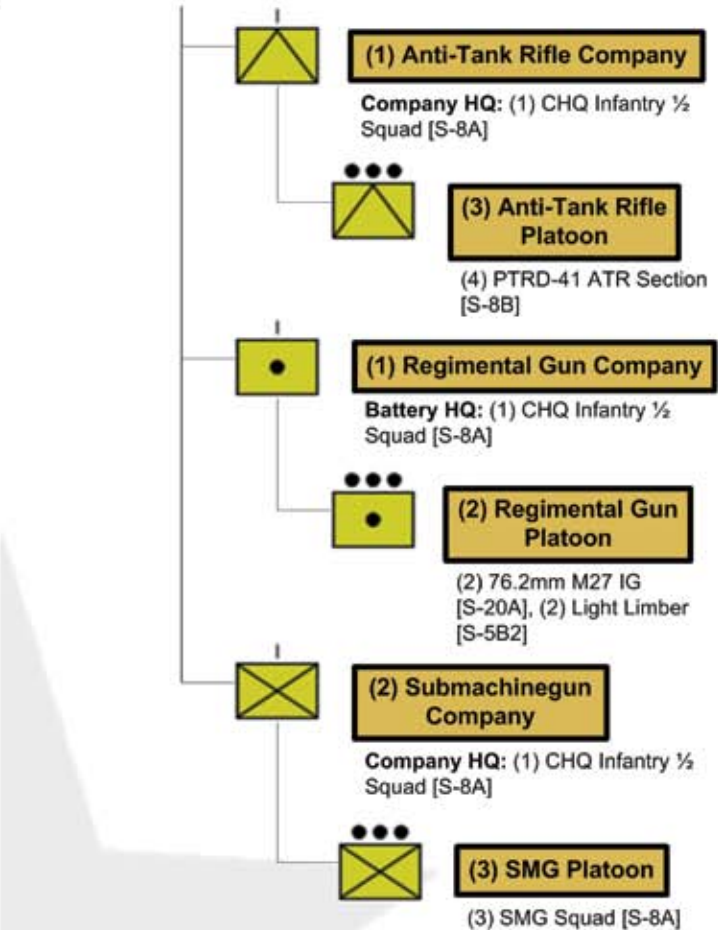 (1) Anti-Tank Rifle Company
Company HQ: (1) CHQ Infantry ½
Squad [S-8A]
(3) Anti-Tank Rifle
Platoon
(4) PTRD-41 ATR Section
[S-8B]
(1) Regimental Gun Company
Battery HQ: (1) CHQ Infantry ½
Squad [S-8A]
(2) Regimental Gun
Platoon
(2) 76.2mm M27 IG
[S-20A], (2) Light Limber
[S-5B2]
(2) Submachinegun
Company
Company HQ: (1) CHQ Infantry ½
Squad [S-8A]
(3) SMG Platoon
(3) SMG Squad [S-8A]